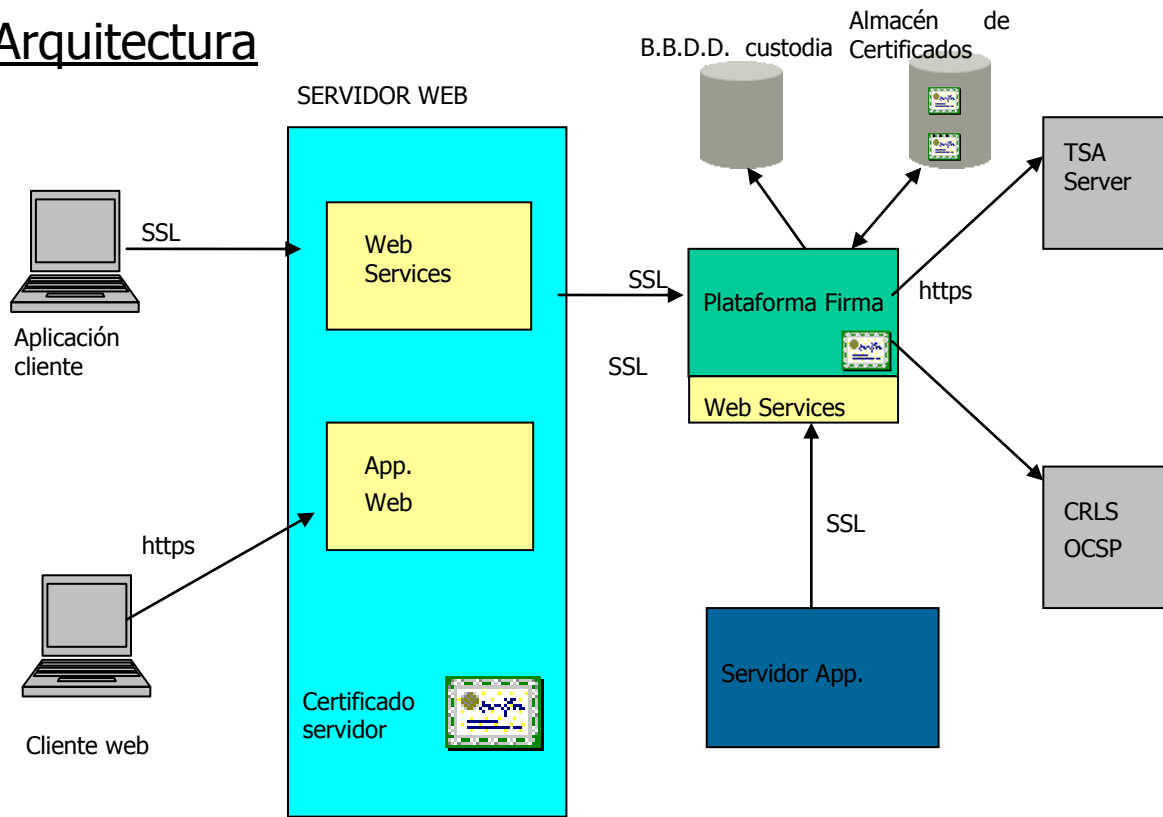 Arquitectura
Almacén de
B.B.D.D. custodia
Certificados
SERVIDOR WEB
TSA
Server
SSL
Web
Services
SSL
Plataforma Firma
https
Aplicación
cliente
SSL
Web Services
App.
Web
CRLS
OCSP
SSL
https
Servidor App.
Certificado
servidor
Cliente web